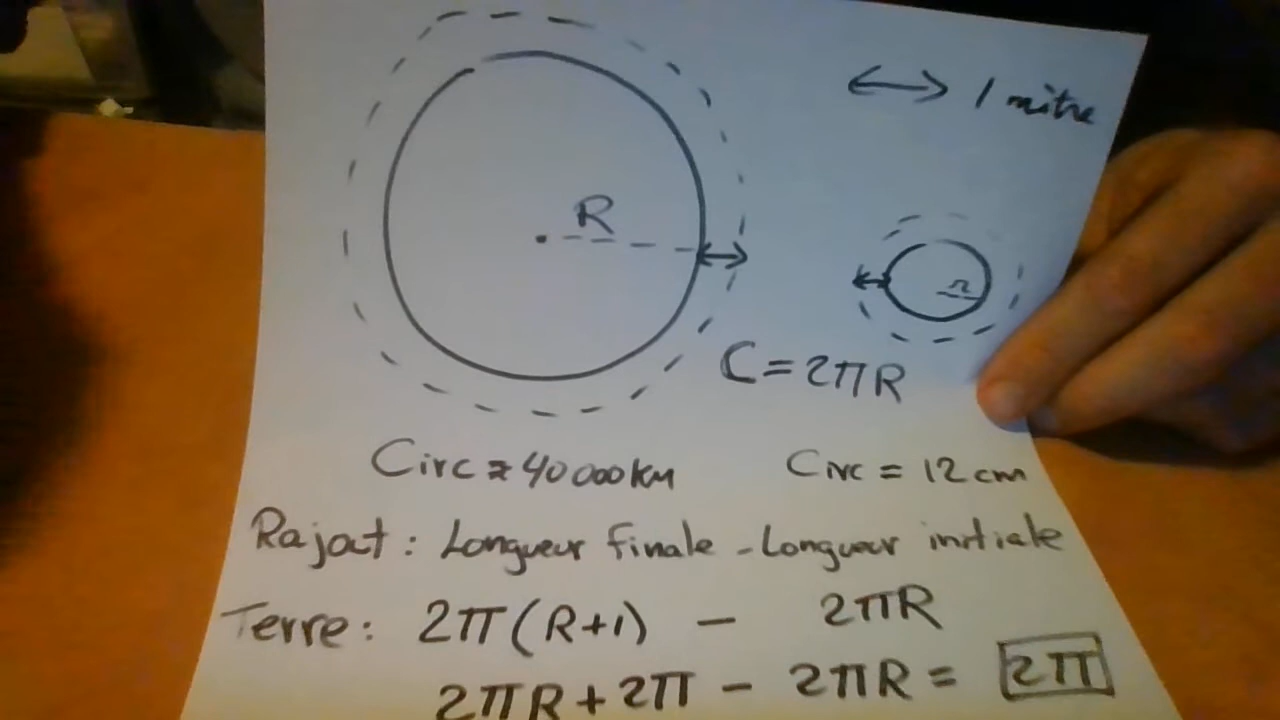 1 mètre
R
r
C = 2πR
Circ ≈ 40 000 km
Circ = 12 cm
Rajout : Longueur finale - Longueur initiale
Terre : 2π(R+1) - 2πR
2πR + 2π - 2πR = 2π